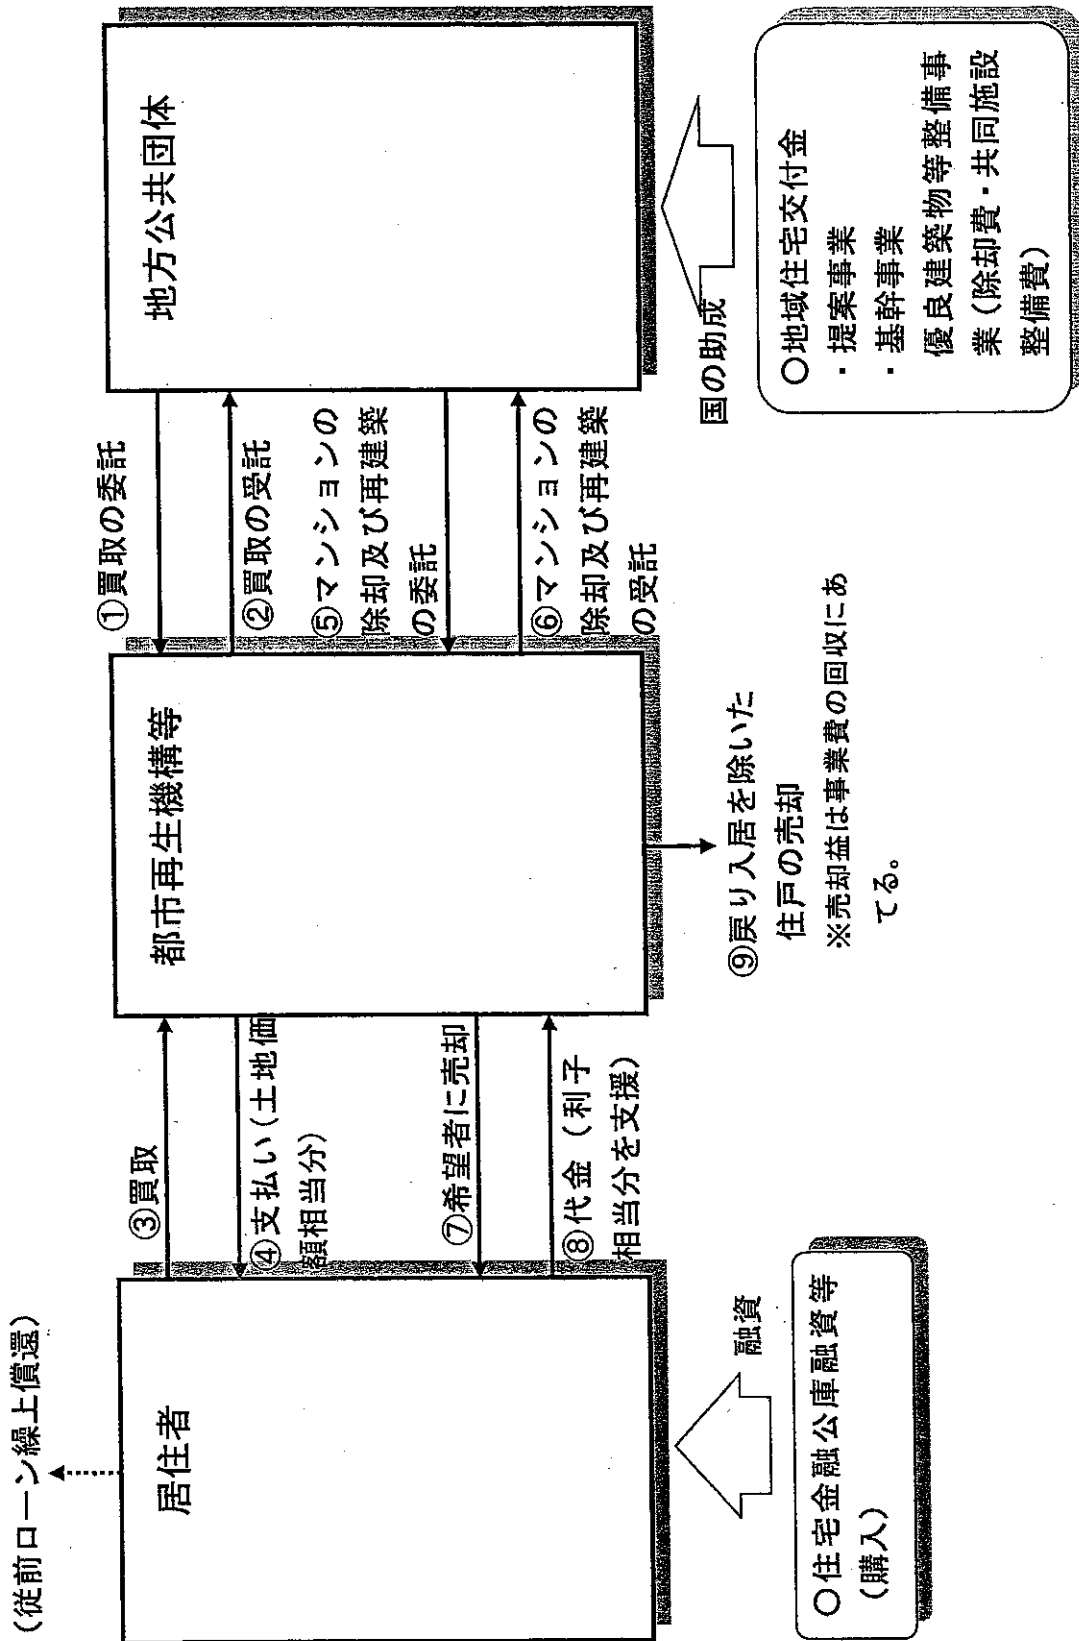 (従前ローン繰上償還)
居住者
都市再生機構等
地方公共団体
③買取
④支払い(土地価
額相当分)
⑦希望者に売却
⑧代金(利子
相当分を支援)
①買取の委託
②買取の受託
⑤マンションの
除却及び再建築
の委託
⑥マンションの
除却及び再建築
の受託
融資
○住宅金融公庫融資等
(購入)
⑨戻り入居を除いた
住戸の売却
※売却益は事業費の回収にあ
てる。
国の助成
○地域住宅交付金
・提案事業
・基幹事業
優良建築物等整備事
業(除却費・共同施設
整備費)